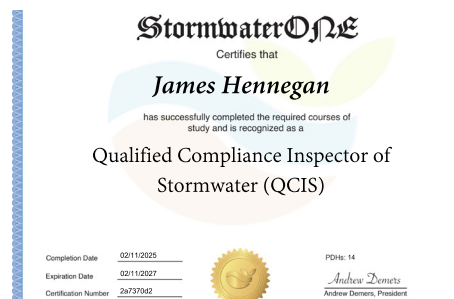 StormwaterONE
Certifies that
James Hennegan
has successfully completed the required courses of
study and is recognized as a
Qualified Compliance Inspector of
Stormwater (QCIS)
Completion Date 02/11/2025
PDHs: 14
Expiration Date 02/11/2027
Andrew Demers
Certification Number 2a7370d2
Andrew Demers, President